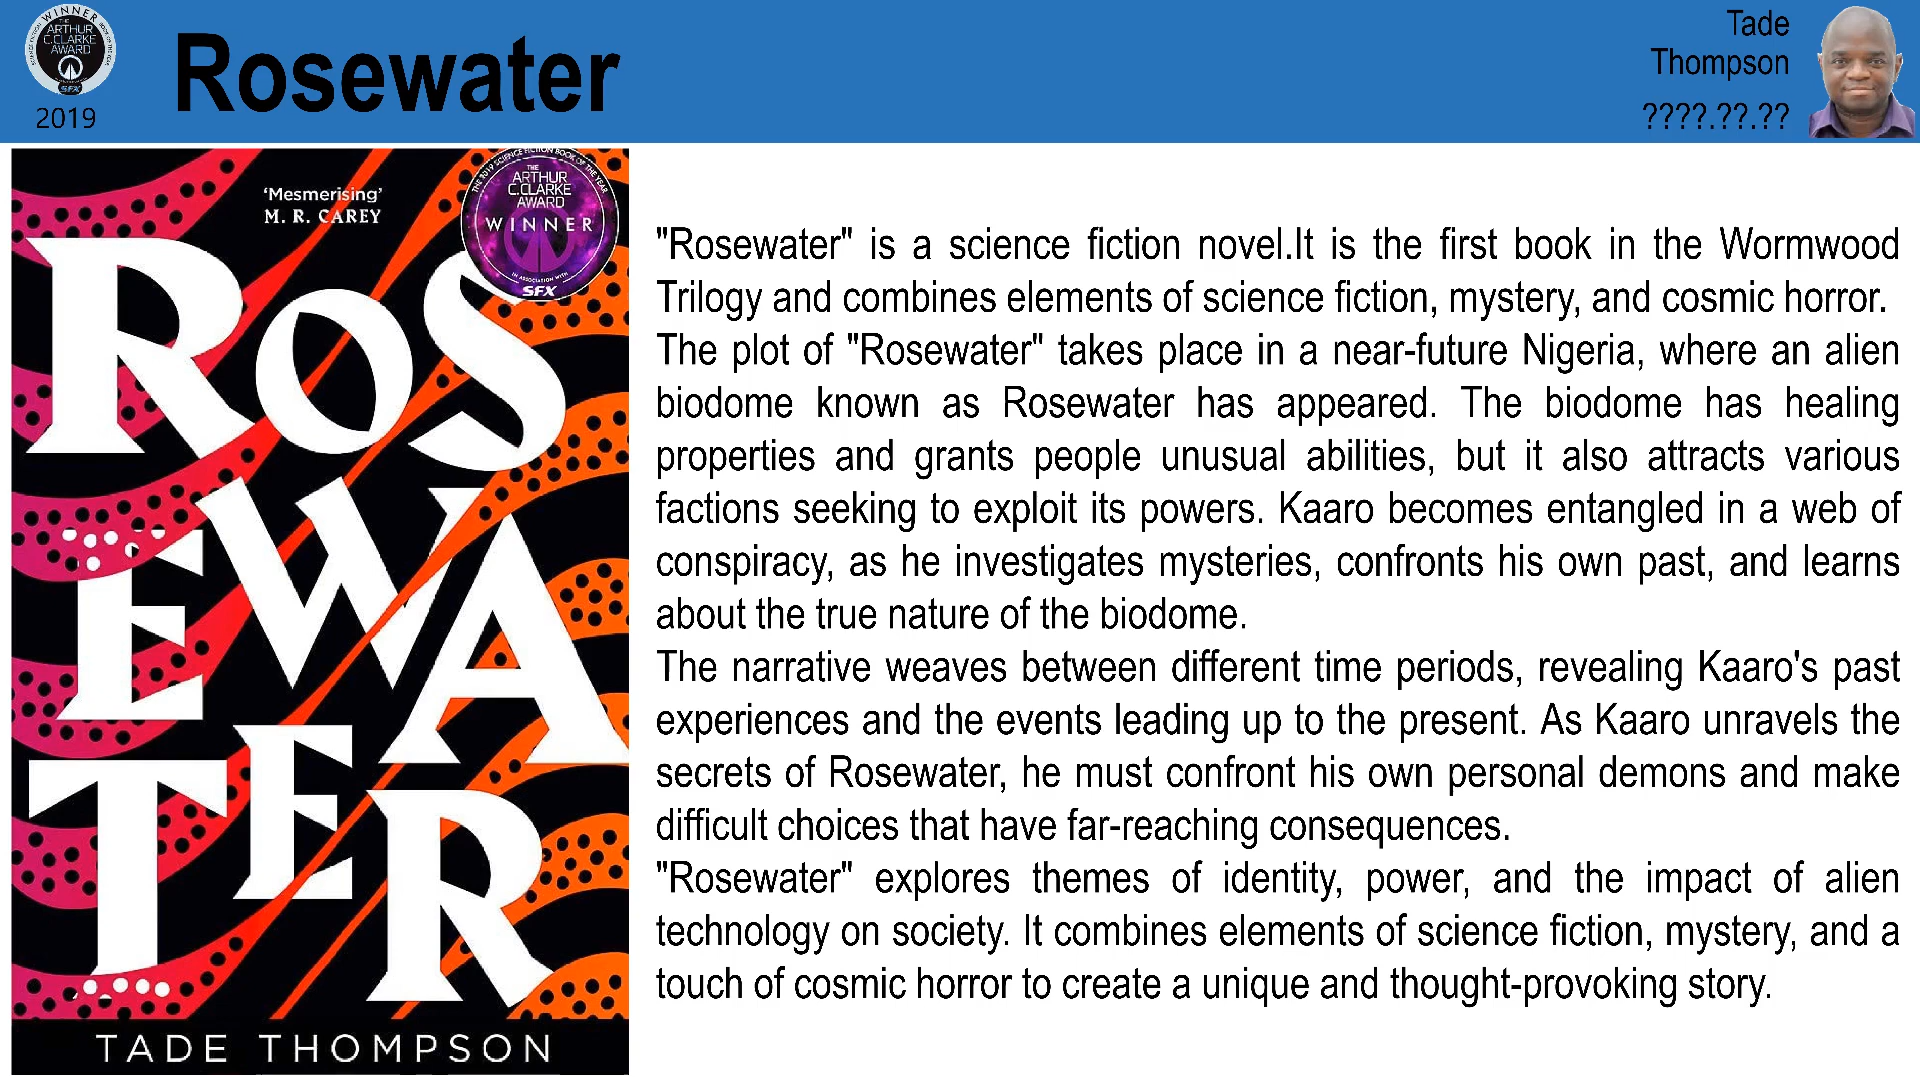 WINNER
THE
ARTHUR
C.CLARKE
AWARD
SFX
2019
Rosewater
Tade
Thompson
????.??.??
'Mesmerising'
M. R. CAREY
THE 2019 SCIENCE FICTION BOOK OF THE YEAR
THE
ARTHUR
C.CLARKE
AWARD
WINNER
IN ASSOCIATION WITH
SFX
ROS
EWA
TER
TADE THOMPSON
"Rosewater" is a science fiction novel.It is the first book in the Wormwood
Trilogy and combines elements of science fiction, mystery, and cosmic horror.
The plot of "Rosewater" takes place in a near-future Nigeria, where an alien
biodome known as Rosewater has appeared. The biodome has healing
properties and grants people unusual abilities, but it also attracts various
factions seeking to exploit its powers. Kaaro becomes entangled in a web of
conspiracy, as he investigates mysteries, confronts his own past, and learns
about the true nature of the biodome.
The narrative weaves between different time periods, revealing Kaaro's past
experiences and the events leading up to the present. As Kaaro unravels the
secrets of Rosewater, he must confront his own personal demons and make
difficult choices that have far-reaching consequences.
"Rosewater" explores themes of identity, power, and the impact of alien
technology on society. It combines elements of science fiction, mystery, and a
touch of cosmic horror to create a unique and thought-provoking story.